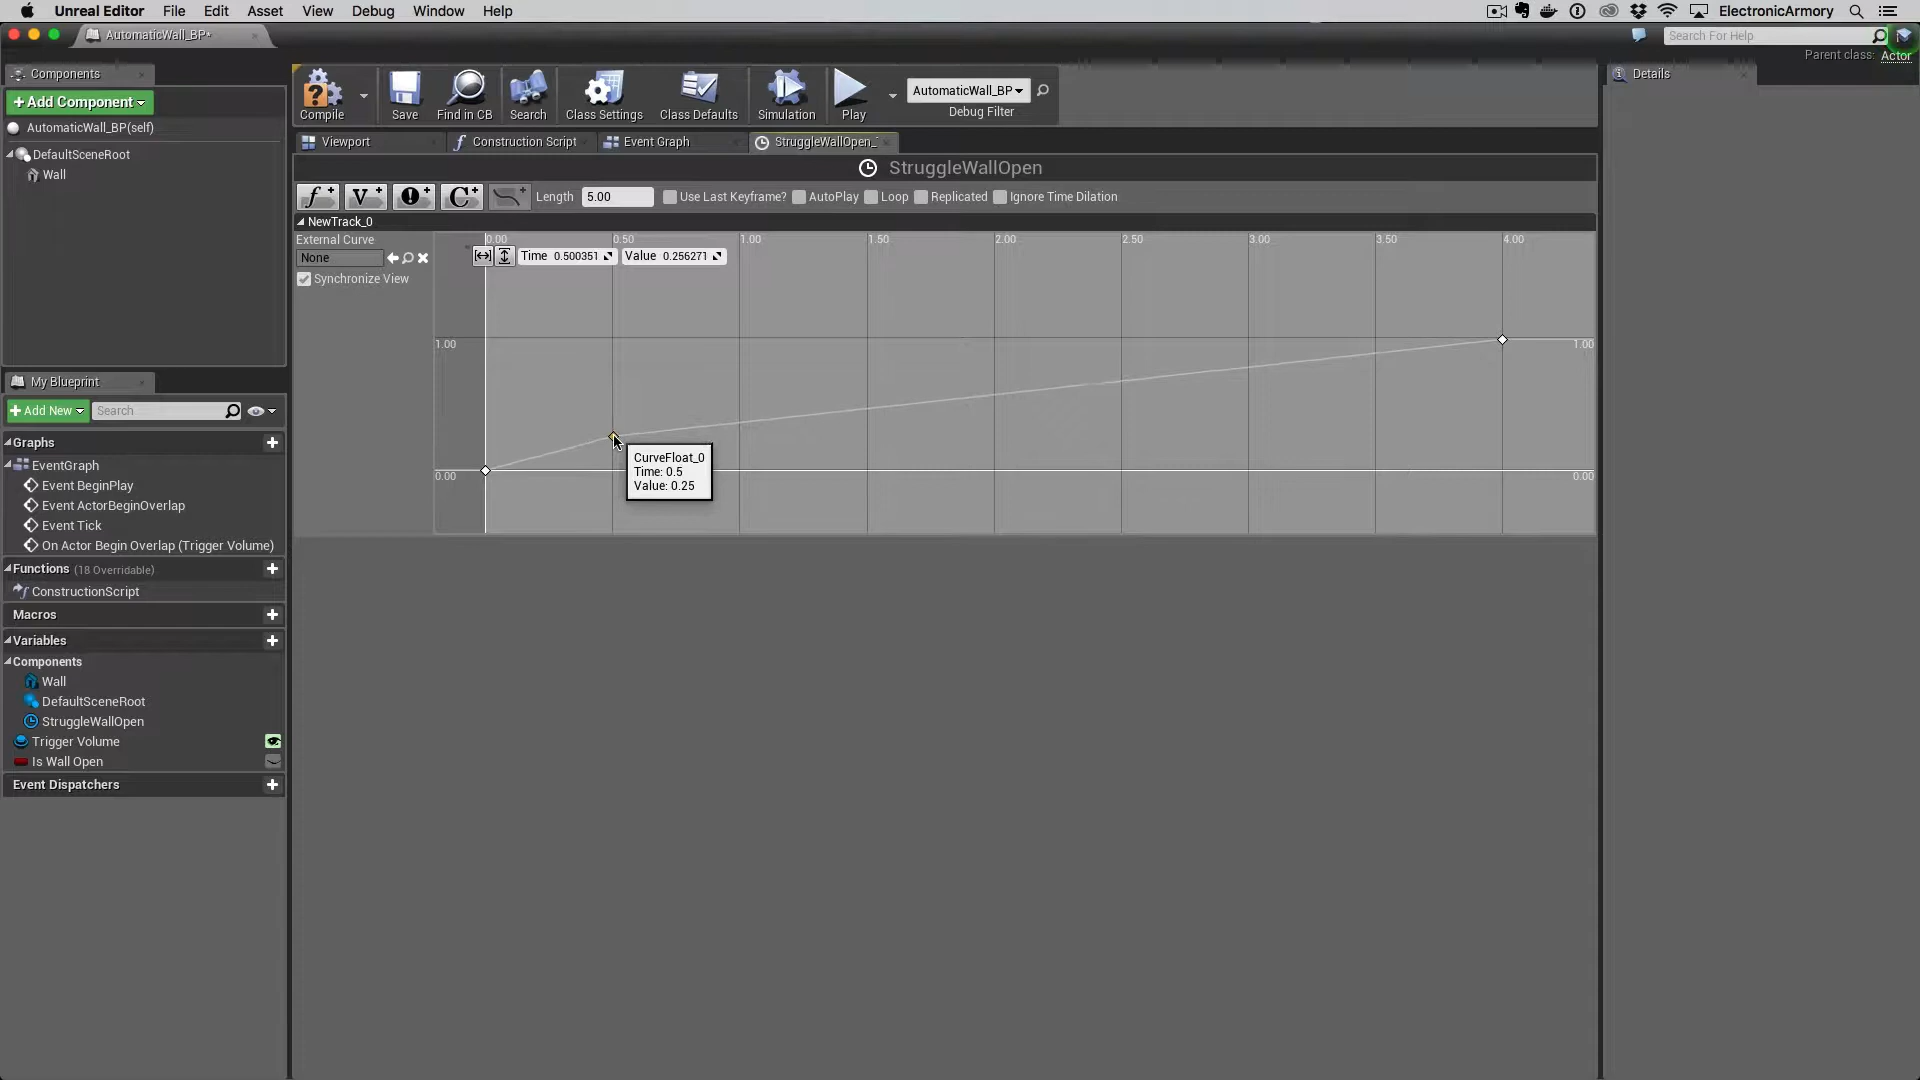 Unreal Editor File Edit Asset View Debug Window Help ElectronicArmory
AutomaticWall_BP*
Search For Help
Parent class: Actor
Components
Details
+ Add Component
Compile Save Find in CB Search Class Settings Class Defaults Simulation Play
AutomaticWall_BP
Debug Filter
AutomaticWall_BP(self)
DefaultSceneRoot
Wall
Viewport Construction Script Event Graph StruggleWallOpen_
StruggleWallOpen
f+ V+ !+ C+ Length 5.00 Use Last Keyframe? AutoPlay Loop Replicated Ignore Time Dilation
NewTrack_0
External Curve
None
Synchronize View
0.00 0.50 1.00 1.50 2.00 2.50 3.00 3.50 4.00
Time 0.500351 Value 0.256271
1.00 1.00
0.00 0.00
CurveFloat_0
Time: 0.5
Value: 0.25
My Blueprint
+ Add New Search
Graphs
EventGraph
Event BeginPlay
Event ActorBeginOverlap
Event Tick
On Actor Begin Overlap (Trigger Volume)
Functions (18 Overridable)
ConstructionScript
Macros
Variables
Components
Wall
DefaultSceneRoot
StruggleWallOpen
Trigger Volume
Is Wall Open
Event Dispatchers